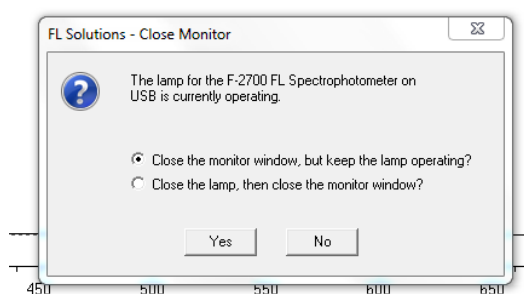 FL Solutions - Close Monitor
The lamp for the F-2700 FL Spectrophotometer on
USB is currently operating.
Close the monitor window, but keep the lamp operating?
Close the lamp, then close the monitor window?
Yes No
450 500 550 600 650